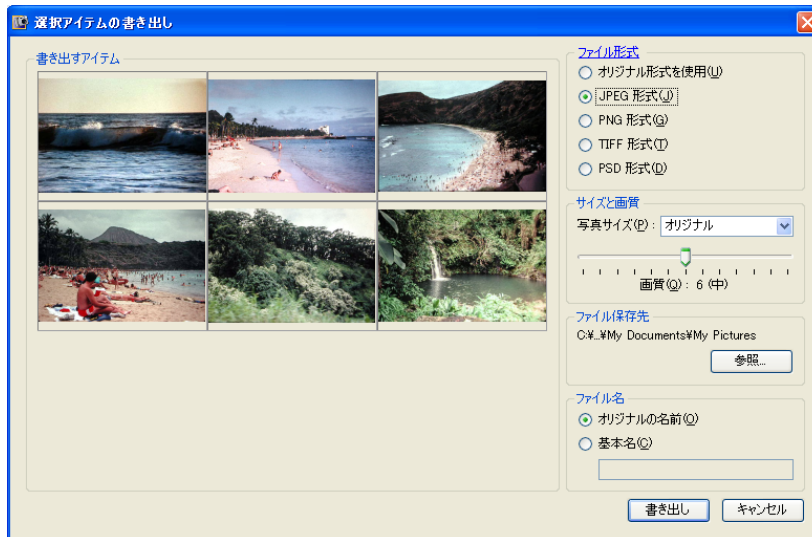 選択アイテムの書き出し
書き出すアイテム
ファイル形式
オリジナル形式を使用(U)
JPEG 形式(J)
PNG 形式(G)
TIFF 形式(T)
PSD 形式(D)
サイズと画質
写真サイズ(P): オリジナル
画質(Q): 6 (中)
ファイル保存先
C:¥...¥My Documents¥My Pictures
参照...
ファイル名
オリジナルの名前(O)
基本名(C)
書き出し
キャンセル